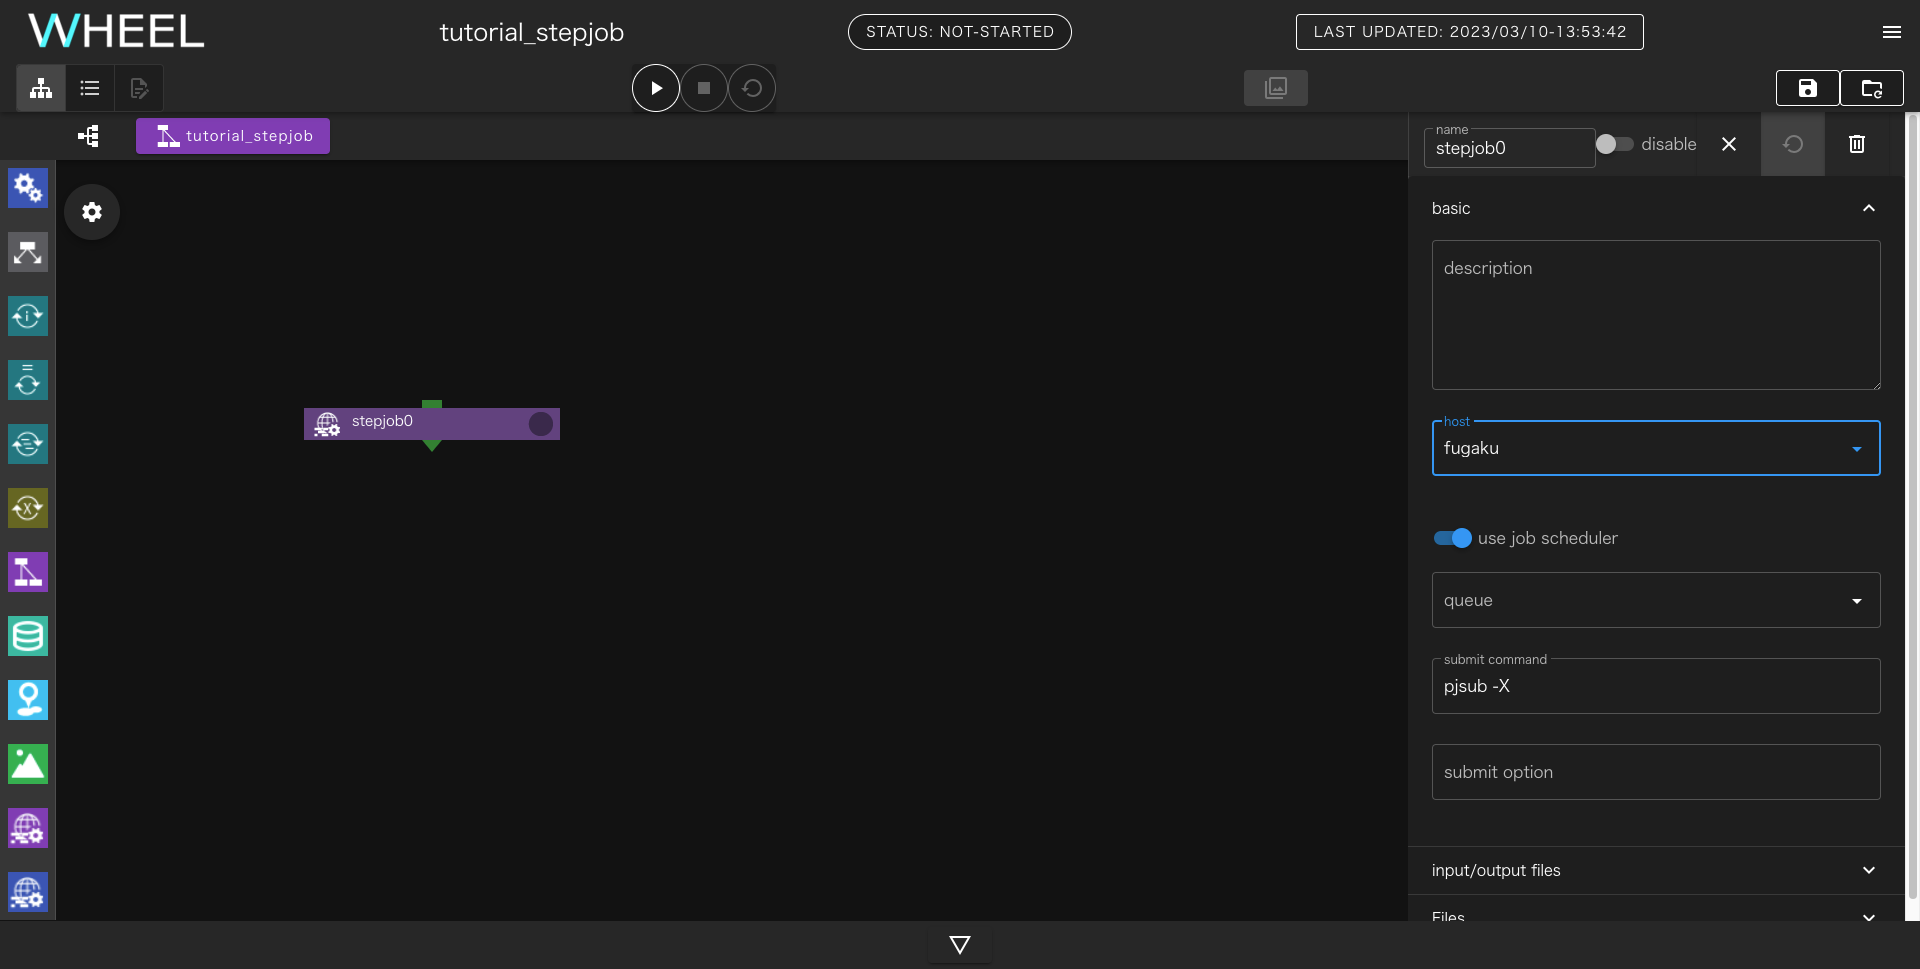 WHEEL
tutorial_stepjob
STATUS: NOT-STARTED
LAST UPDATED: 2023/03/10-13:53:42
tutorial_stepjob
name
stepjob0
disable
basic
description
stepjob0
host
fugaku
use job scheduler
queue
submit command
pjsub -X
submit option
input/output files
Files